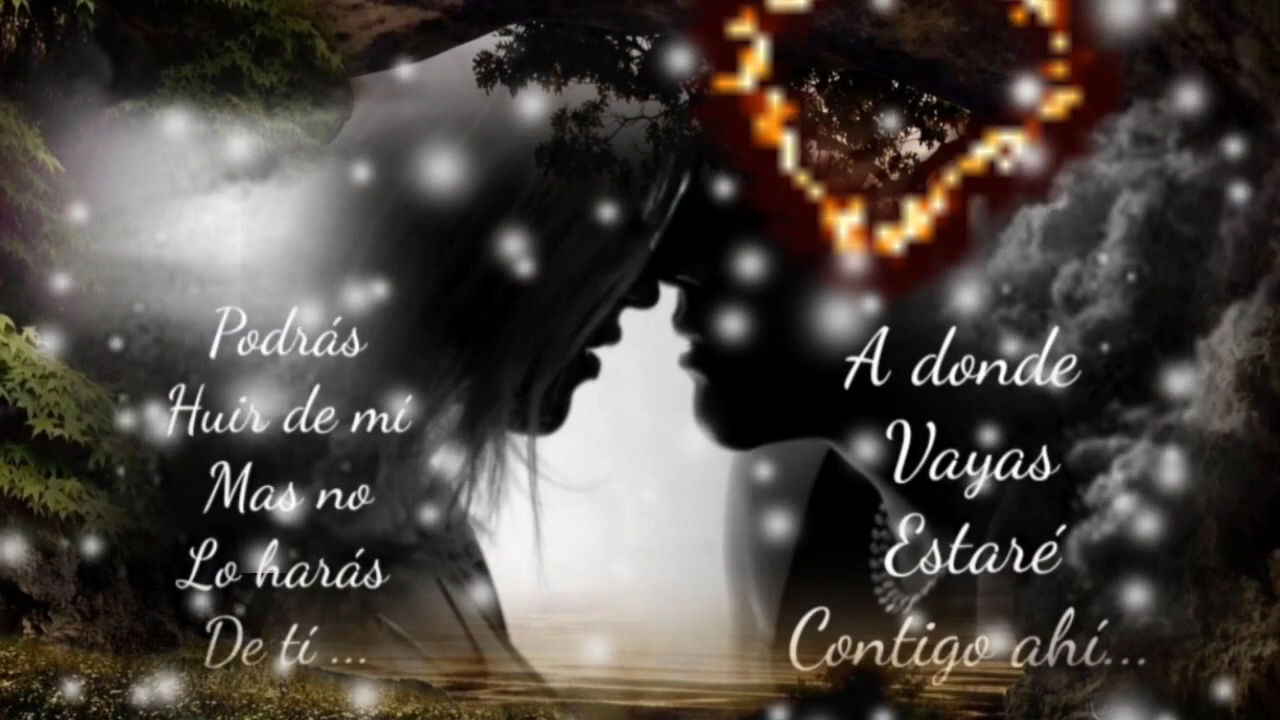 Podrás
Huir de mí
Mas no
Lo harás
De tí ...
A donde
Vayas
Estaré
Contigo ahí...